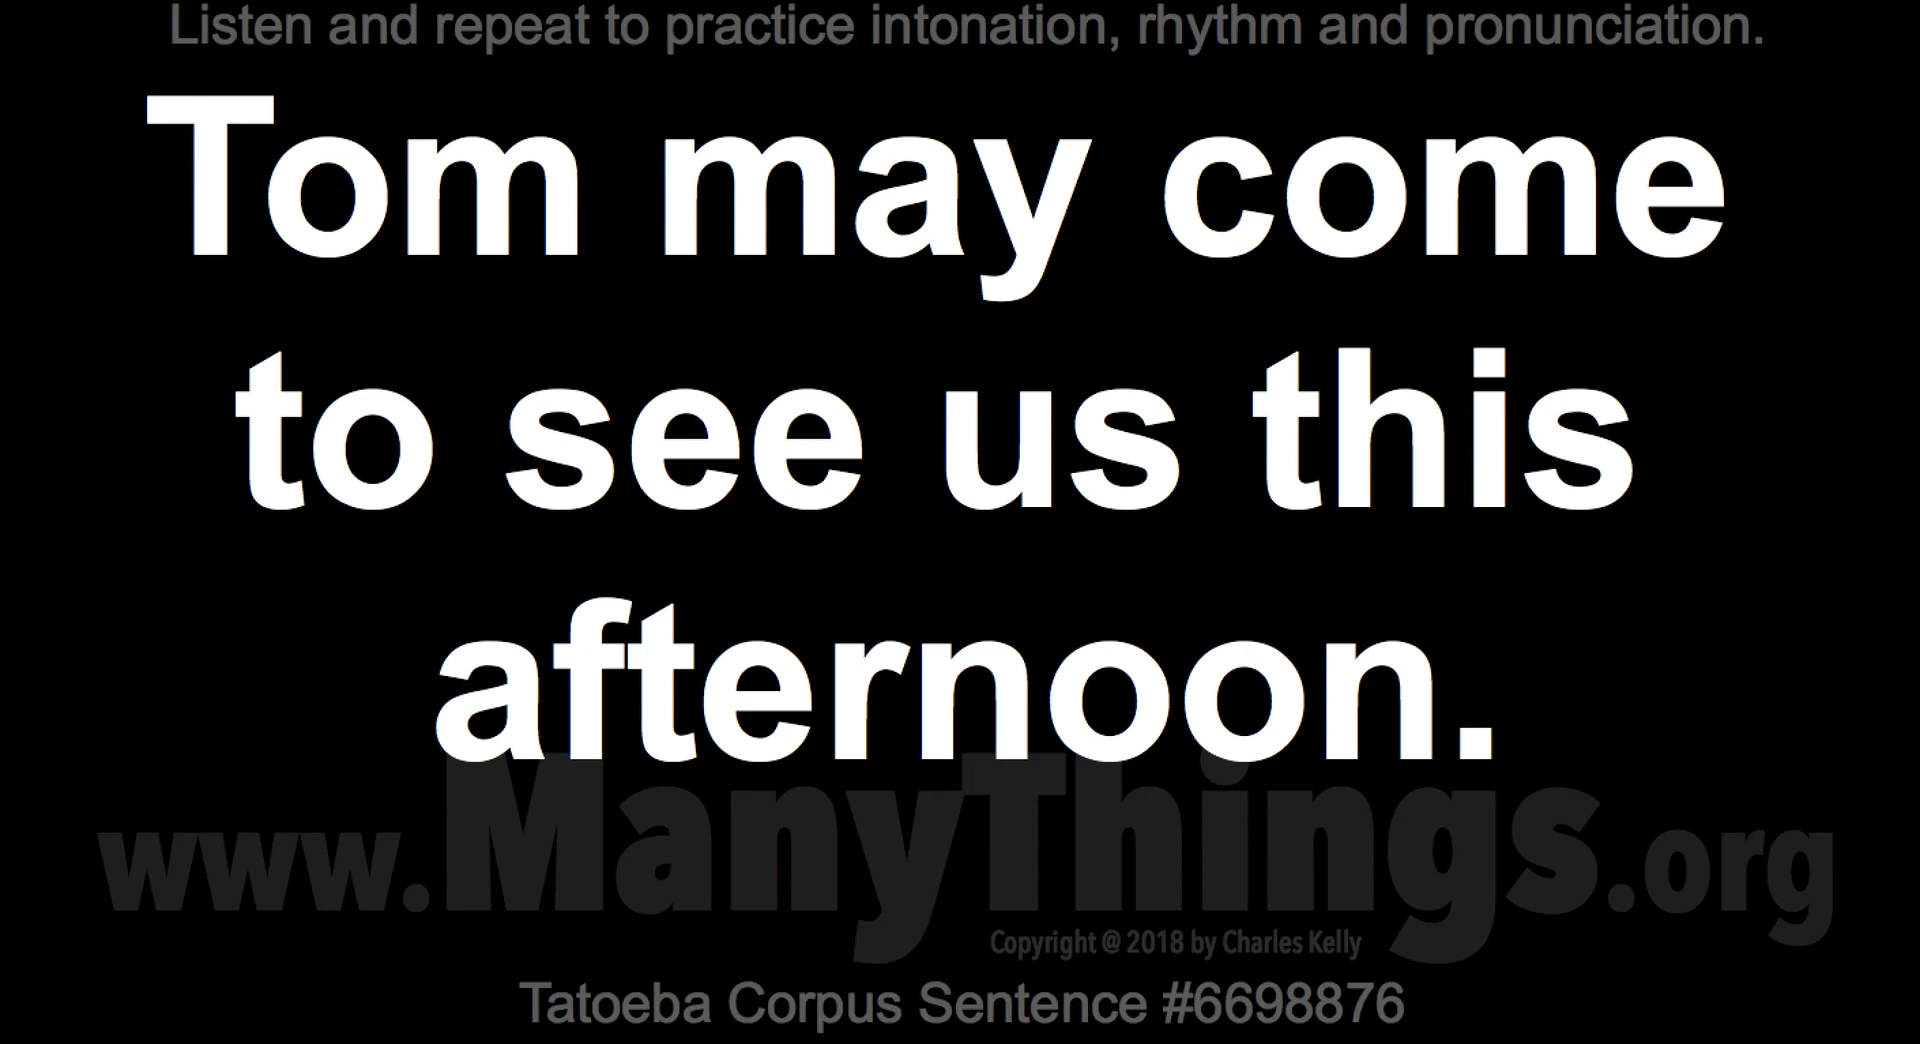 Listen and repeat to practice intonation, rhythm and pronunciation.
Tom may come
to see us this
afternoon.
www.ManyThings.org
Copyright @ 2018 by Charles Kelly
Tatoeba Corpus Sentence #6698876